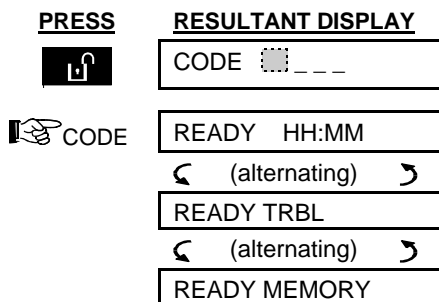 PRESS RESULTANT DISPLAY
CODE _ _ _
CODE READY HH:MM
(alternating)
READY TRBL
(alternating)
READY MEMORY